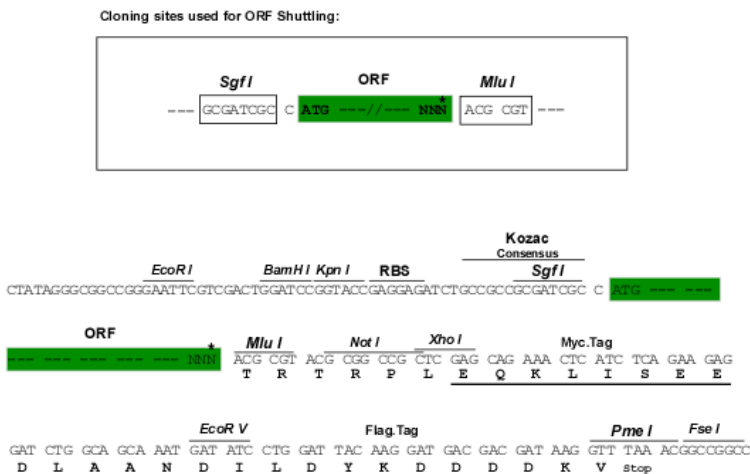 Cloning sites used for ORF Shuttling:
Sgf I ORF Mlu I
--- GCGATCGC C ATG ---//--- NNN* ACG CGT ---
Kozac
Consensus
EcoR I BamH I Kpn I RBS Sgf I
CTATAGGGCGGCCGGGAATTCGTCGACTGGATCCGGTACCGAGGAGATCTGCCGCCGCGATCGC C ATG --- ---
ORF Mlu I Not I Xho I Myc.Tag
--- --- --- --- --- NNN* ACG CGT ACG CGG CCG CTC GAG CAG AAA CTC ATC TCA GAA GAG
T R T R P L E Q K L I S E E
EcoR V Flag.Tag Pme I Fse I
GAT CTG GCA GCA AAT GAT ATC CTG GAT TAC AAG GAT GAC GAC GAT AAG GTT TAA ACGGCCGGCC
D L A A N D I L D Y K D D D D K V Stop